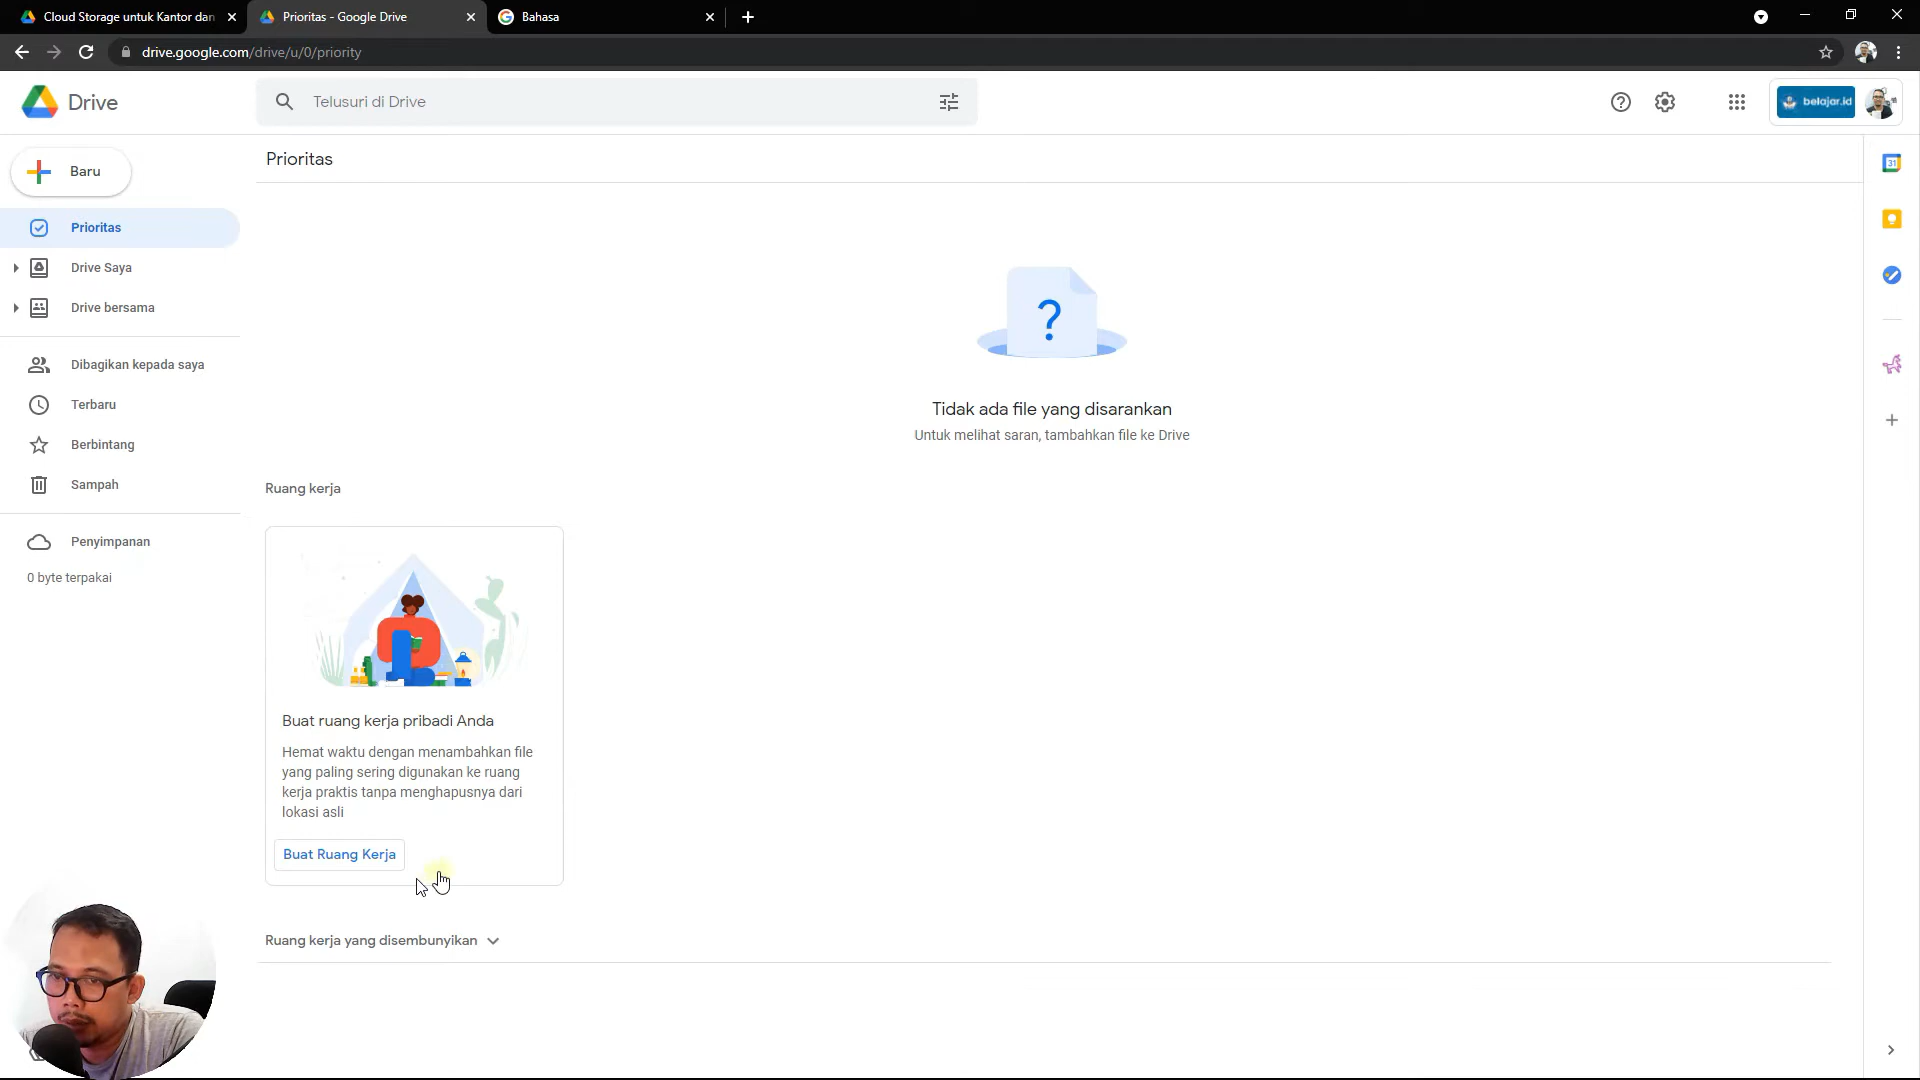 Cloud Storage untuk Kantor dan
Prioritas - Google Drive
Bahasa
drive.google.com/drive/u/0/priority
Drive
Telusuri di Drive
belajar.id
Baru
Prioritas
Prioritas
Drive Saya
Drive bersama
Dibagikan kepada saya
Terbaru
Berbintang
Sampah
Penyimpanan
0 byte terpakai
31
?
Tidak ada file yang disarankan
Untuk melihat saran, tambahkan file ke Drive
Ruang kerja
Buat ruang kerja pribadi Anda
Hemat waktu dengan menambahkan file
yang paling sering digunakan ke ruang
kerja praktis tanpa menghapusnya dari
lokasi asli
Buat Ruang Kerja
Ruang kerja yang disembunyikan